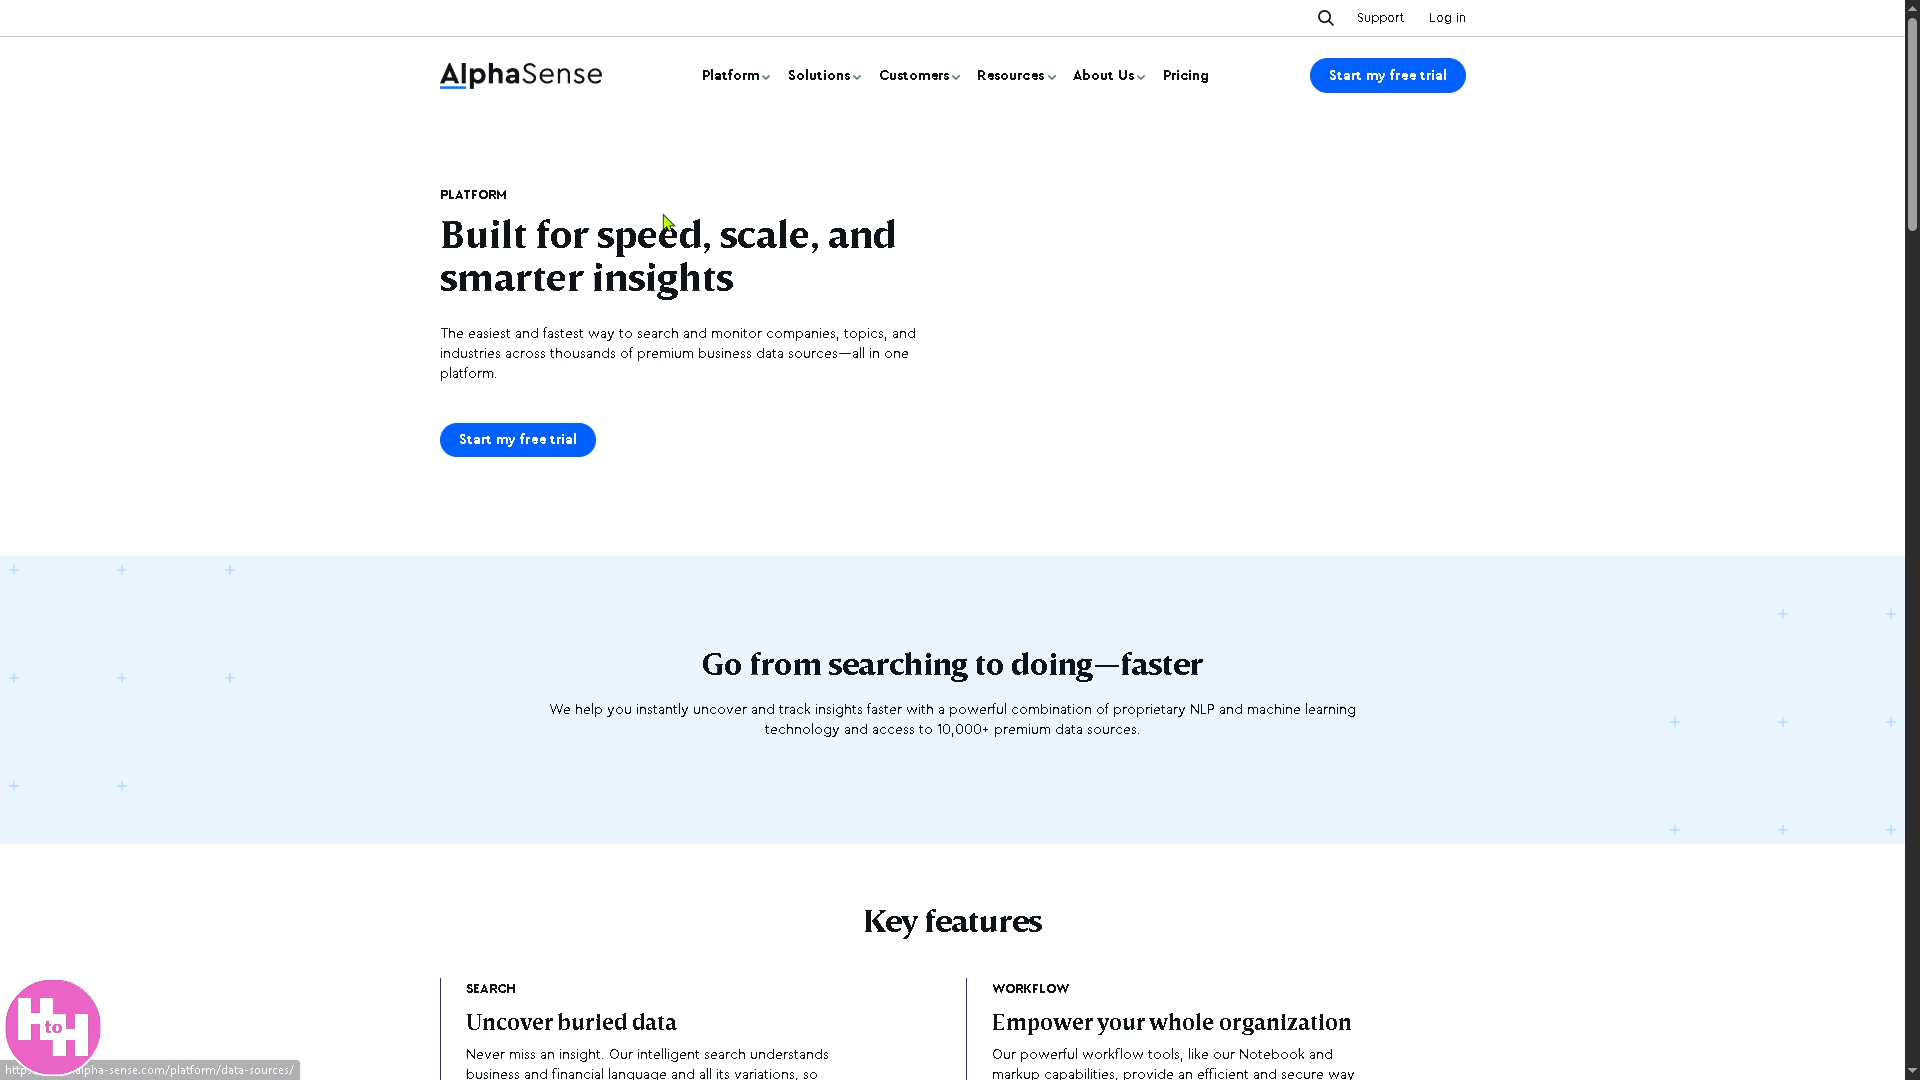 Support Log in
AlphaSense Platform Solutions Customers Resources About Us Pricing Start my free trial
PLATFORM
Built for speed, scale, and
smarter insights
The easiest and fastest way to search and monitor companies, topics, and
industries across thousands of premium business data sources—all in one
platform.
Start my free trial
Go from searching to doing—faster
We help you instantly uncover and track insights faster with a powerful combination of proprietary NLP and machine learning
technology and access to 10,000+ premium data sources.
Key features
SEARCH
Uncover buried data
Never miss an insight. Our intelligent search understands
business and financial language and all its variations, so
WORKFLOW
Empower your whole organization
Our powerful workflow tools, like our Notebook and
markup capabilities, provide an efficient and secure way
H to H
alpha-sense.com/platform/data-sources/